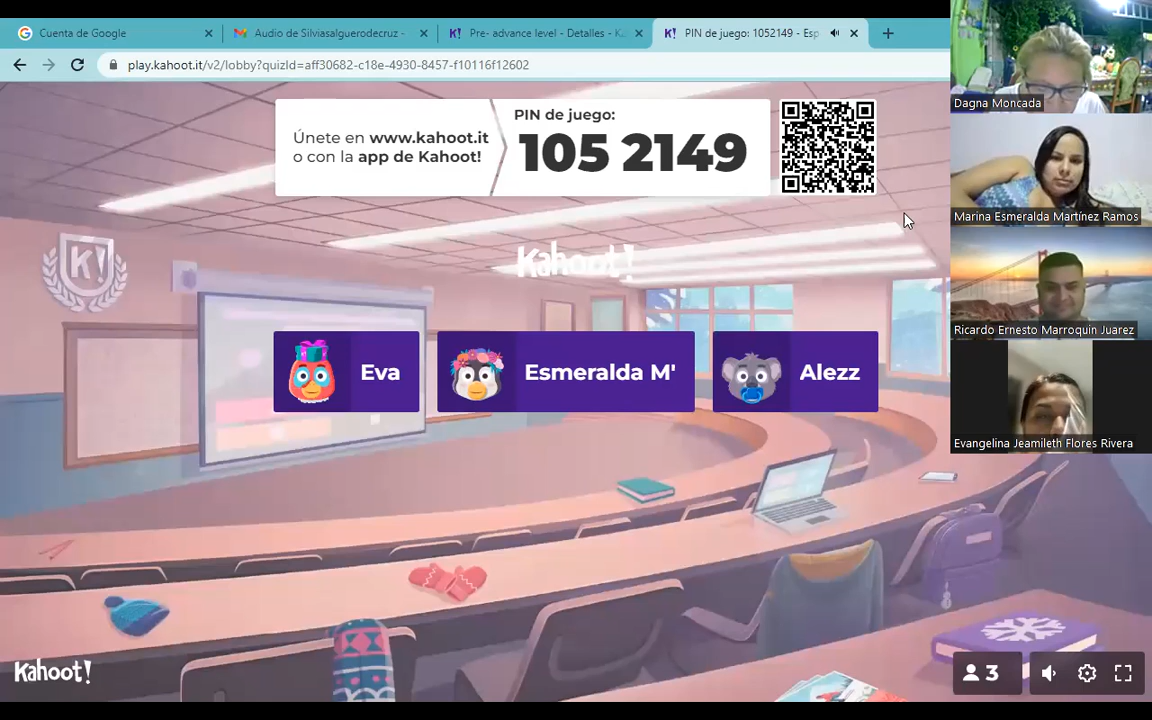 Cuenta de Google
Audio de Silviasalguerodecruz -
Pre- advance level - Detalles - K
PIN de juego: 1052149 - Esp
play.kahoot.it/v2/lobby?quizId=aff30682-c18e-4930-8457-f10116f12602
Únete en www.kahoot.it
o con la app de Kahoot!
PIN de juego:
105 2149
Kahoot!
K!
Eva
Esmeralda M'
Alezz
Dagna Moncada
Marina Esmeralda Martínez Ramos
Ricardo Ernesto Marroquin Juarez
Evangelina Jeamileth Flores Rivera
Kahoot!
3